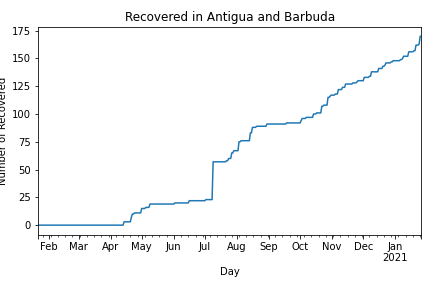 Recovered in Antigua and Barbuda
Number of Recovered
175
150
125
100
75
50
25
0
Feb Mar Apr May Jun Jul Aug Sep Oct Nov Dec Jan
2021
Day